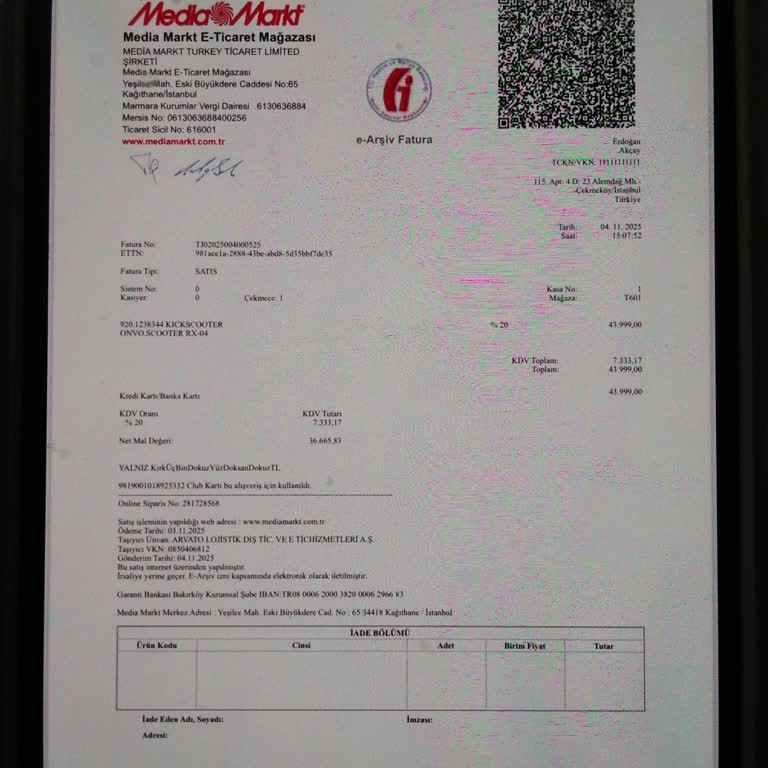 Media Markt
Media Markt E-Ticaret Mağazası
MEDİA MARKT TURKEY TİCARET LIMITED
ŞİRKETİ
Media Markt E-Ticaret Mağazası
Mah. Eski Büyükdere Caddesi No:65
Kağıthane/İstanbul
Marmara Kurumlar Vergi Dairesi 6130636884
Mersis No: 0613063688400256
Ticaret Sicil No: 616001
www.mediamarkt.com.tr
e-Arşiv Fatura
Erdoğan
Akçay
TCKN/VKN: 11111111111
115. Apt: 4 D: 23 Alemdağ Mh.-
-Çekmeköy/İstanbul
Türkiye
Tarih: 04. 11. 2025
Saat: 15:07:52
Fatura No: TJ02025004000525
ETTN: 981aee1a-2888-43be-abd8-5d35bbf7de35
Fatura Tipi: SATIS
Sistem No: 0 Kasa No: 1
Kasiyer: 0 Çekmece: 1 Mağaza: T601
920.1238344 KICKSCOOTER % 20 43.999,00
ONVO.SCOOTER RX-04
KDV Toplam: 7.333,17
Toplam: 43.999,00
Kredi Kartı/Banka Kartı 43.999,00
KDV Oranı KDV Tutarı
% 20 7.333,17
Net Mal Değeri: 36.665,83
YALNIZ KırkÜçBinDokuzYüzDoksanDokuzTL
9819001018925332 Club Kartı bu alışveriş için kullanıldı.
Online Siparis No: 281728568
Satış işleminin yapıldığı web adresi : www.mediamarkt.com.tr
Ödeme Tarihi: 03.11.2025
Taşıyıcı Ünvan: ARVATO LOJİSTİK DIŞ TİC. VE E TİCHİZMETLERİ A.Ş.
Taşıyıcı VKN: 0850406812
Gönderim Tarihi: 04.11.2025
Bu satış internet üzerinden yapılmıştır.
İrsaliye yerine geçer. E-Arşiv izni kapsamında elektronik olarak iletilmiştir.
Garanti Bankası Bakırköy Kurumsal Şube IBAN:TR08 0006 2000 3820 0006 2966 83
Media Markt Merkez Adresi : Yeşilce Mah. Eski Büyükdere Cad. No : 65 34418 Kağıthane / İstanbul
İADE BÖLÜMÜ
Ürün Kodu Cinsi Adet Birim Fiyat Tutar
İade Eden Adı, Soyadı: İmzası:
Adresi: